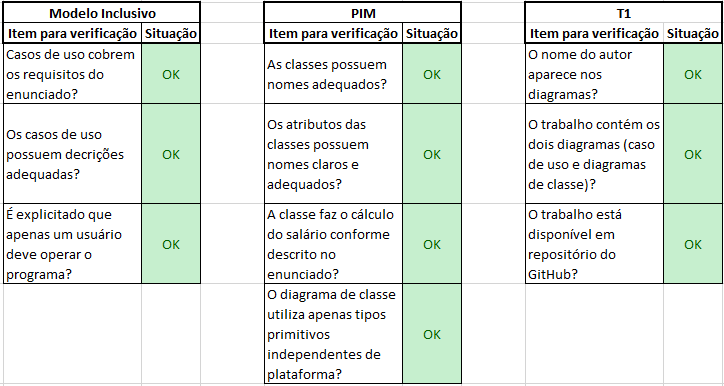 Modelo Inclusivo
Item para verificação Situação
Casos de uso cobrem
os requisitos do
enunciado?
OK
Os casos de uso
possuem decrições
adequadas?
OK
É explicitado que
apenas um usuário
deve operar o
programa?
OK
PIM
Item para verificação Situação
As classes possuem
nomes adequados?
OK
Os atributos das
classes possuem
nomes claros e
adequados?
OK
A classe faz o cálculo
do salário conforme
descrito no
enunciado?
OK
O diagrama de classe
utiliza apenas tipos
primitivos
independentes de
plataforma?
OK
T1
Item para verificação Situação
O nome do autor
aparece nos
diagramas?
OK
O trabalho contém os
dois diagramas (caso
de uso e diagramas
de classe)?
OK
O trabalho está
disponível em
repositório do
GitHub?
OK